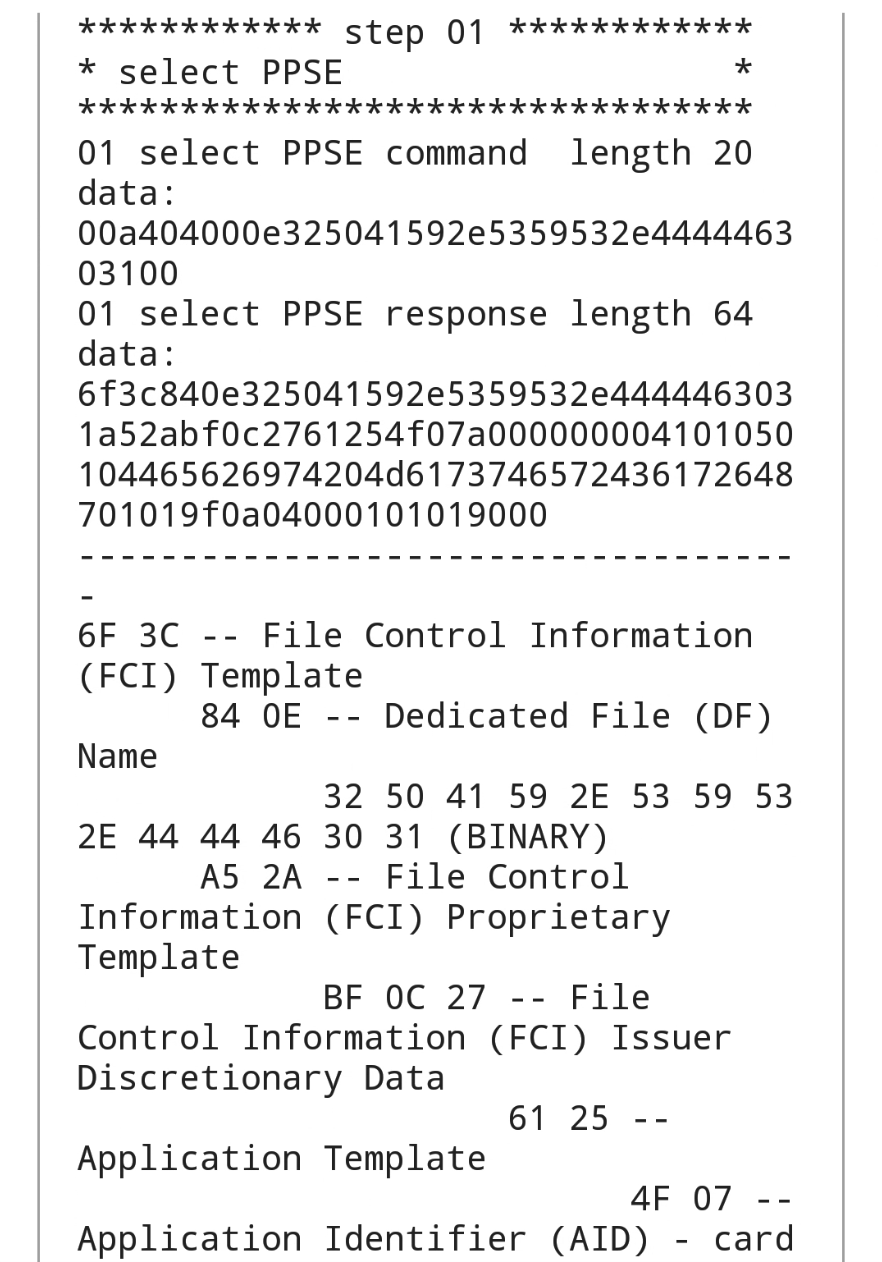 ************ step 01 ************
* select PPSE                   *
*********************************
01 select PPSE command  length 20
data:
00a404000e325041592e5359532e4444463
03100
01 select PPSE response length 64
data:
6f3c840e325041592e5359532e444446303
1a52abf0c2761254f07a000000004101050
104465626974204d6173746572436172648
701019f0a04000101019000
-----------------------------------
-
6F 3C -- File Control Information
(FCI) Template
      84 0E -- Dedicated File (DF)
Name
            32 50 41 59 2E 53 59 53
2E 44 44 46 30 31 (BINARY)
      A5 2A -- File Control
Information (FCI) Proprietary
Template
            BF 0C 27 -- File
Control Information (FCI) Issuer
Discretionary Data
                     61 25 --
Application Template
                           4F 07 --
Application Identifier (AID) - card